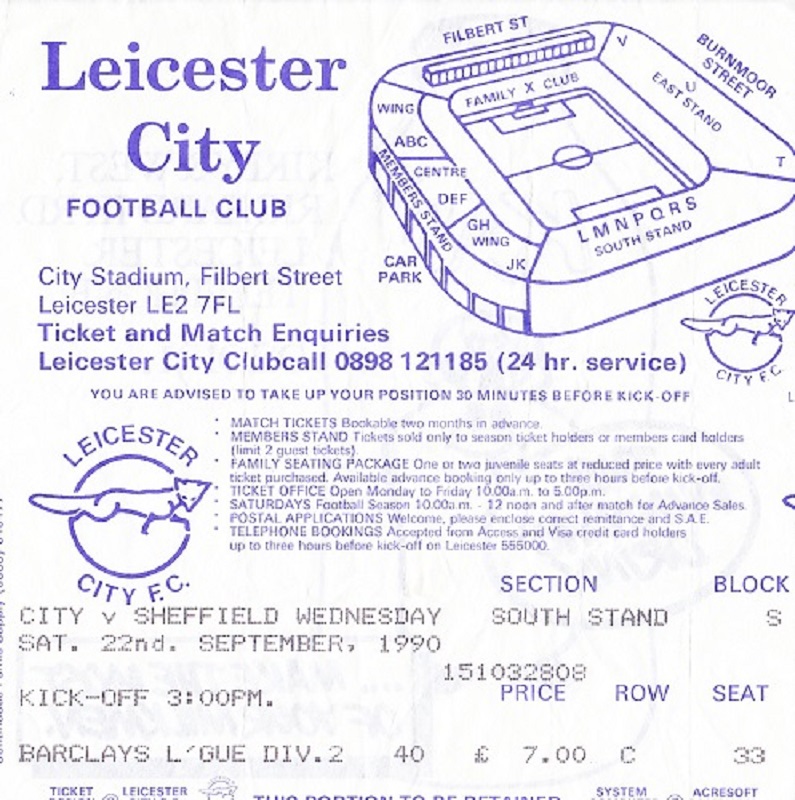 Leicester
City
FOOTBALL CLUB
City Stadium, Filbert Street
Leicester LE2 7FL
Ticket and Match Enquiries
Leicester City Clubcall 0898 121185 (24 hr. service)
FILBERT ST
BURNMOOR
STREET
V
U
EAST STAND
T
FAMILY X CLUB
WING
ABC
MEMBERS STAND
CENTRE
DEF
GH
WING
JK
LMNPQRS
SOUTH STAND
CAR
PARK
LEICESTER
CITY F.C.
YOU ARE ADVISED TO TAKE UP YOUR POSITION 30 MINUTES BEFORE KICK-OFF
LEICESTER
CITY F.C.
* MATCH TICKETS Bookable two months in advance.
* MEMBERS STAND Tickets sold only to season ticket holders or members card holders
(limit 2 guest tickets).
* FAMILY SEATING PACKAGE One or two juvenile seats at reduced price with every adult
ticket purchased. Available advance booking only up to three hours before kick-off.
* TICKET OFFICE Open Monday to Friday 10.00a.m. to 5.00p.m.
* SATURDAYS Football Season 10.00a.m. - 12 noon and after match for Advance Sales.
* POSTAL APPLICATIONS Welcome, please enclose correct remittance and S.A.E.
* TELEPHONE BOOKINGS Accepted from Access and Visa credit card holders
up to three hours before kick-off on Leicester 555000.
SECTION BLOCK
CITY v SHEFFIELD WEDNESDAY SOUTH STAND S
SAT. 22nd. SEPTEMBER, 1990
151032808
KICK-OFF 3:00PM. PRICE ROW SEAT
BARCLAYS L'GUE DIV.2 40 £ 7.00 C 33
TICKET LEICESTER SYSTEM ACRESOFT
THIS PORTION TO BE RETAINED